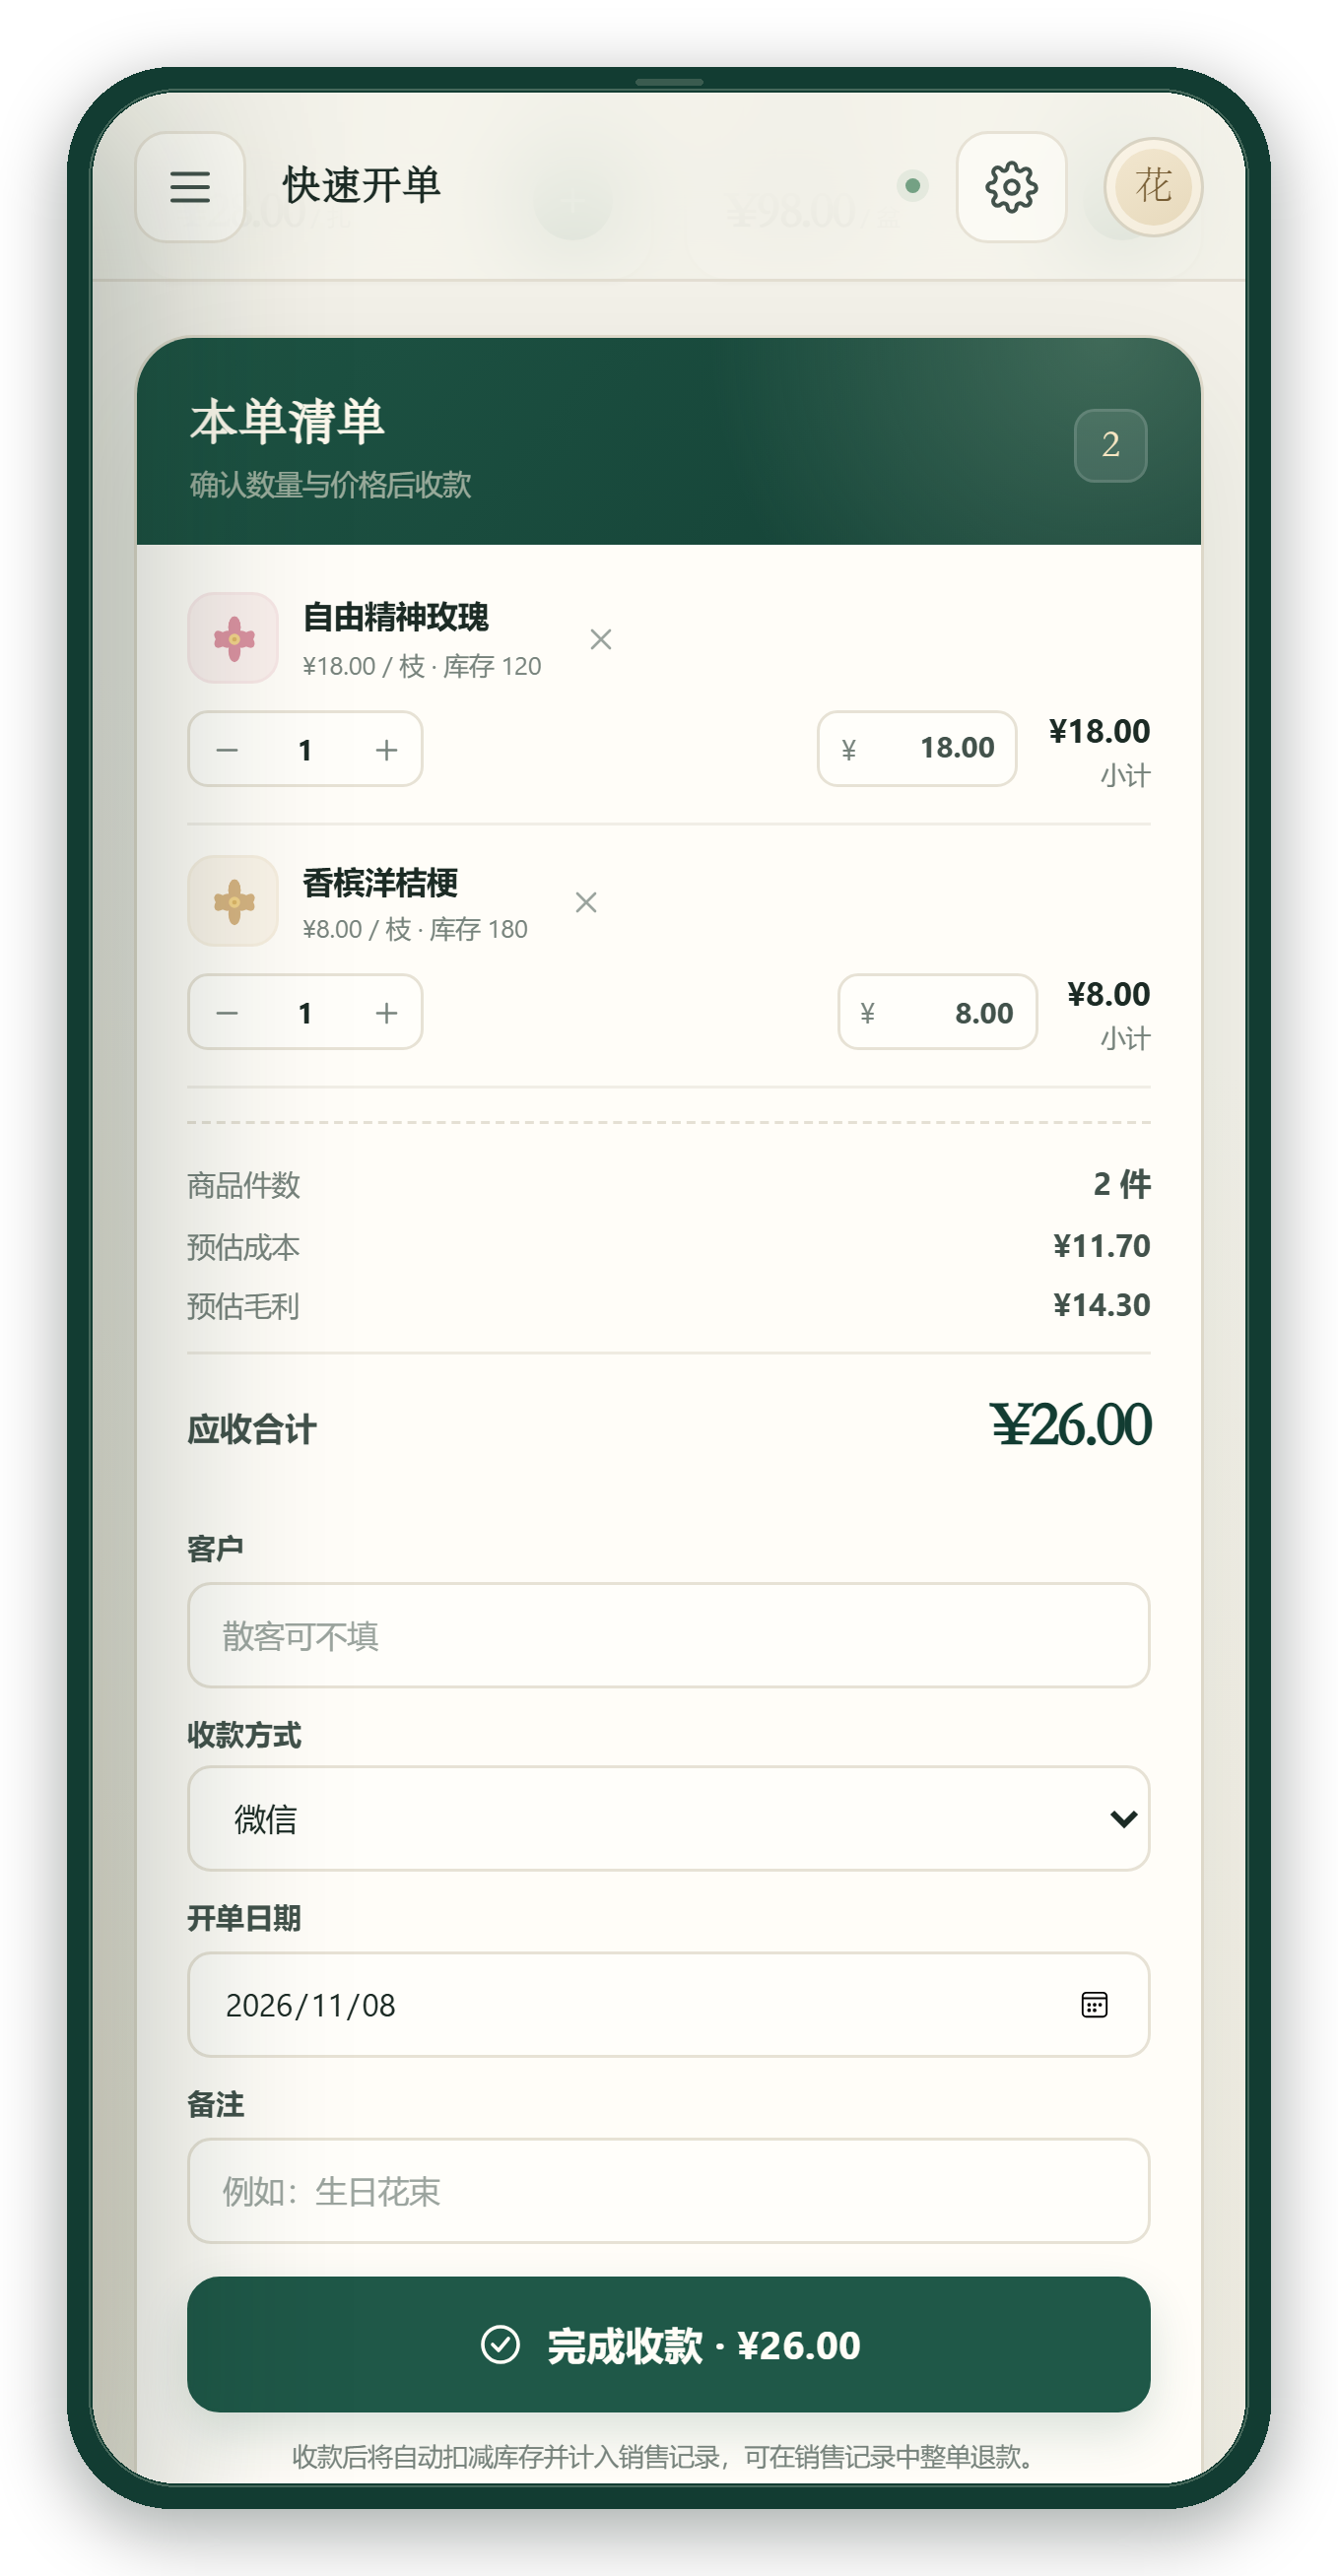 快速开单
花
¥98.00
本单清单
2
确认数量与价格后收款
自由精神玫瑰
¥18.00 / 枝 · 库存 120
1
¥ 18.00
¥18.00
小计
香槟洋桔梗
¥8.00 / 枝 · 库存 180
1
¥ 8.00
¥8.00
小计
商品件数 2 件
预估成本 ¥11.70
预估毛利 ¥14.30
应收合计 ¥26.00
客户
散客可不填
收款方式
微信
开单日期
2026/11/08
备注
例如：生日花束
完成收款 · ¥26.00
收款后将自动扣减库存并计入销售记录，可在销售记录中整单退款。